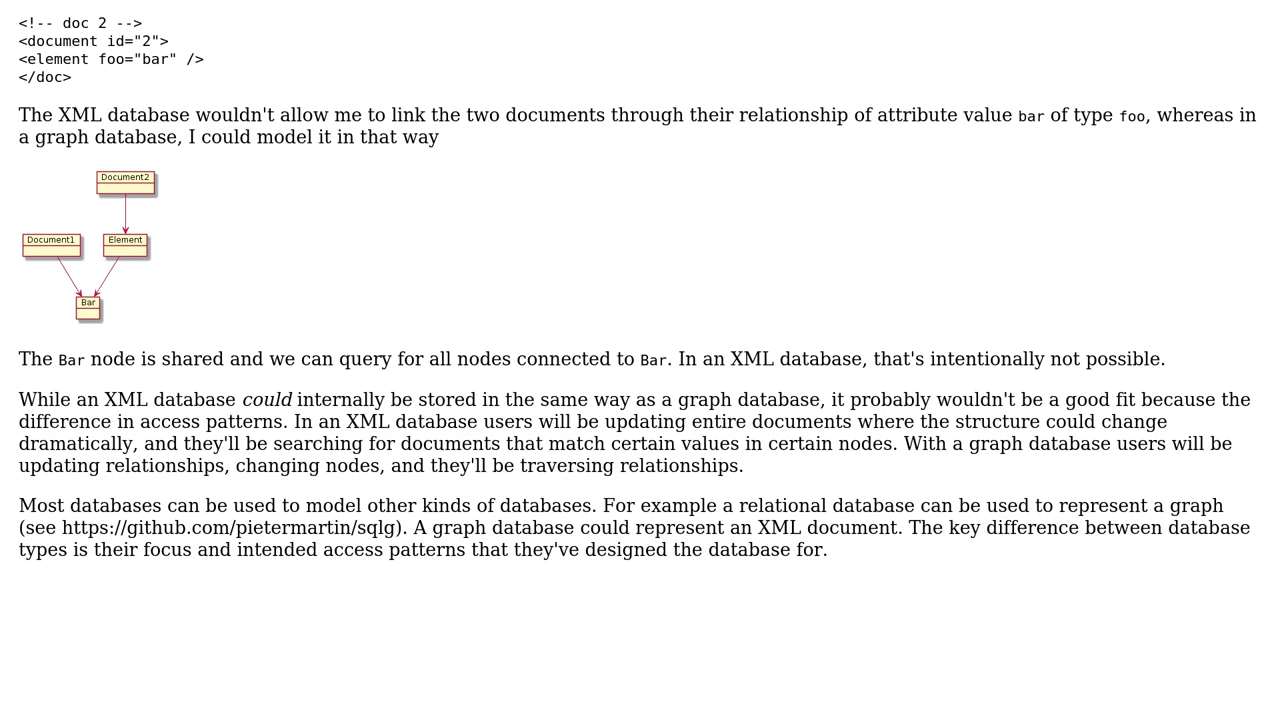 <!-- doc 2 -->
<document id="2">
<element foo="bar" />
</doc>
The XML database wouldn't allow me to link the two documents through their relationship of attribute value bar of type foo, whereas in
a graph database, I could model it in that way
Document2
Document1 Element
Bar
The Bar node is shared and we can query for all nodes connected to Bar. In an XML database, that's intentionally not possible.
While an XML database could internally be stored in the same way as a graph database, it probably wouldn't be a good fit because the
difference in access patterns. In an XML database users will be updating entire documents where the structure could change
dramatically, and they'll be searching for documents that match certain values in certain nodes. With a graph database users will be
updating relationships, changing nodes, and they'll be traversing relationships.
Most databases can be used to model other kinds of databases. For example a relational database can be used to represent a graph
(see https://github.com/pietermartin/sqlg). A graph database could represent an XML document. The key difference between database
types is their focus and intended access patterns that they've designed the database for.